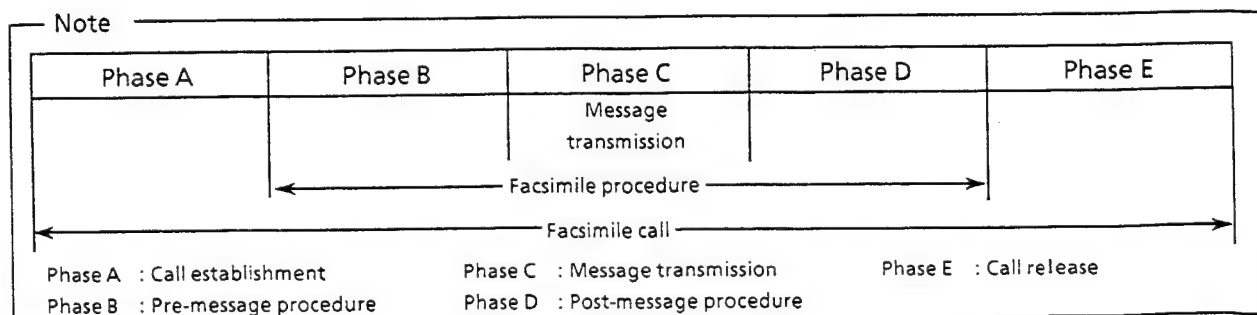 Note
Phase A Phase B Phase C Phase D Phase E
Message
transmission
Facsimile procedure
Facsimile call
Phase A : Call establishment Phase C : Message transmission Phase E : Call release
Phase B : Pre-message procedure Phase D : Post-message procedure